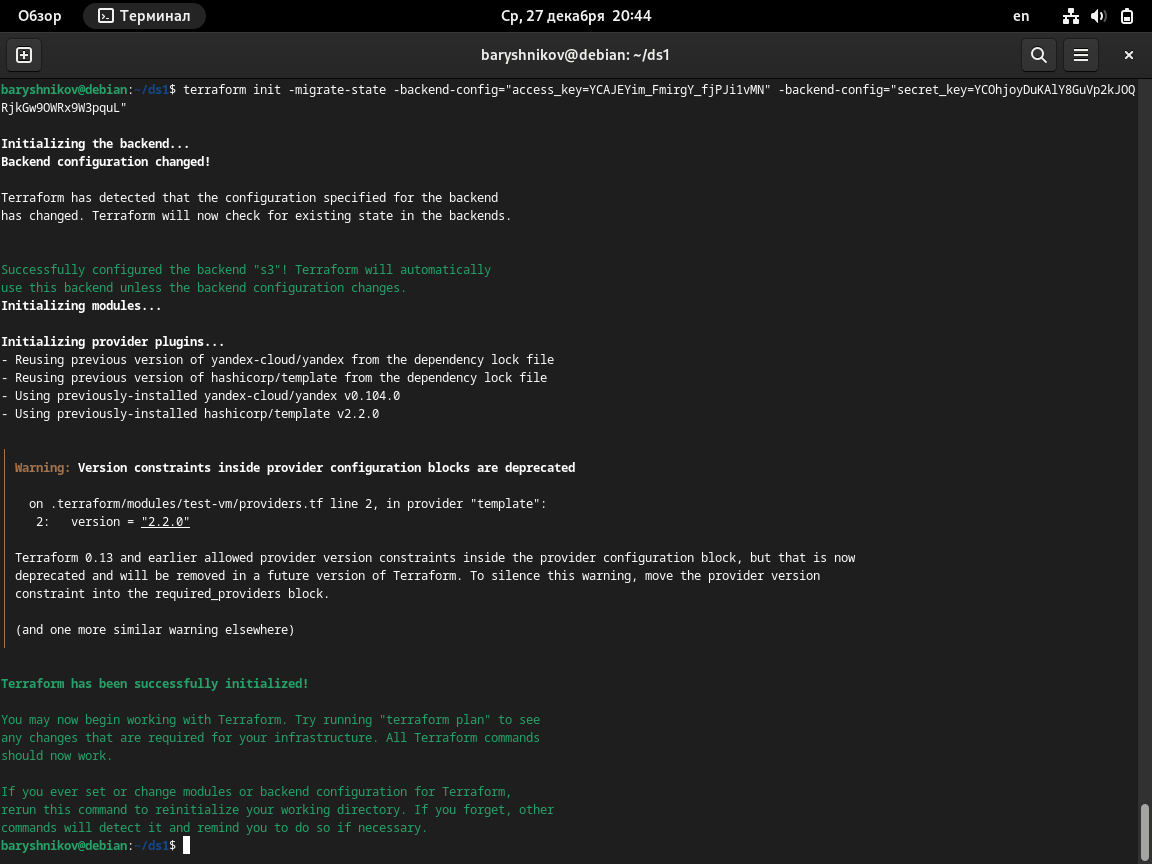 Обзор
Терминал
Ср, 27 декабря 20:44
en
baryshnikov@debian: ~/ds1
baryshnikov@debian:~/ds1$ terraform init -migrate-state -backend-config="access_key=YCAJEYim_FmirgY_fjPJi1vMN" -backend-config="secret_key=YCOhjoyDuKAlY8GuVp2kJOQ
RjkGw9OWRx9W3pquL"
Initializing the backend...
Backend configuration changed!
Terraform has detected that the configuration specified for the backend
has changed. Terraform will now check for existing state in the backends.
Successfully configured the backend "s3"! Terraform will automatically
use this backend unless the backend configuration changes.
Initializing modules...
Initializing provider plugins...
- Reusing previous version of yandex-cloud/yandex from the dependency lock file
- Reusing previous version of hashicorp/template from the dependency lock file
- Using previously-installed yandex-cloud/yandex v0.104.0
- Using previously-installed hashicorp/template v2.2.0
Warning: Version constraints inside provider configuration blocks are deprecated
on .terraform/modules/test-vm/providers.tf line 2, in provider "template":
2: version = "2.2.0"
Terraform 0.13 and earlier allowed provider version constraints inside the provider configuration block, but that is now
deprecated and will be removed in a future version of Terraform. To silence this warning, move the provider version
constraint into the required_providers block.
(and one more similar warning elsewhere)
Terraform has been successfully initialized!
You may now begin working with Terraform. Try running "terraform plan" to see
any changes that are required for your infrastructure. All Terraform commands
should now work.
If you ever set or change modules or backend configuration for Terraform,
rerun this command to reinitialize your working directory. If you forget, other
commands will detect it and remind you to do so if necessary.
baryshnikov@debian:~/ds1$